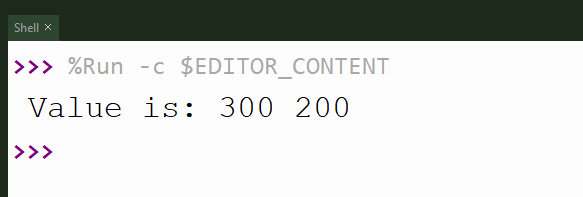 Shell ×
>>> %Run -c $EDITOR_CONTENT
Value is: 300 200
>>>